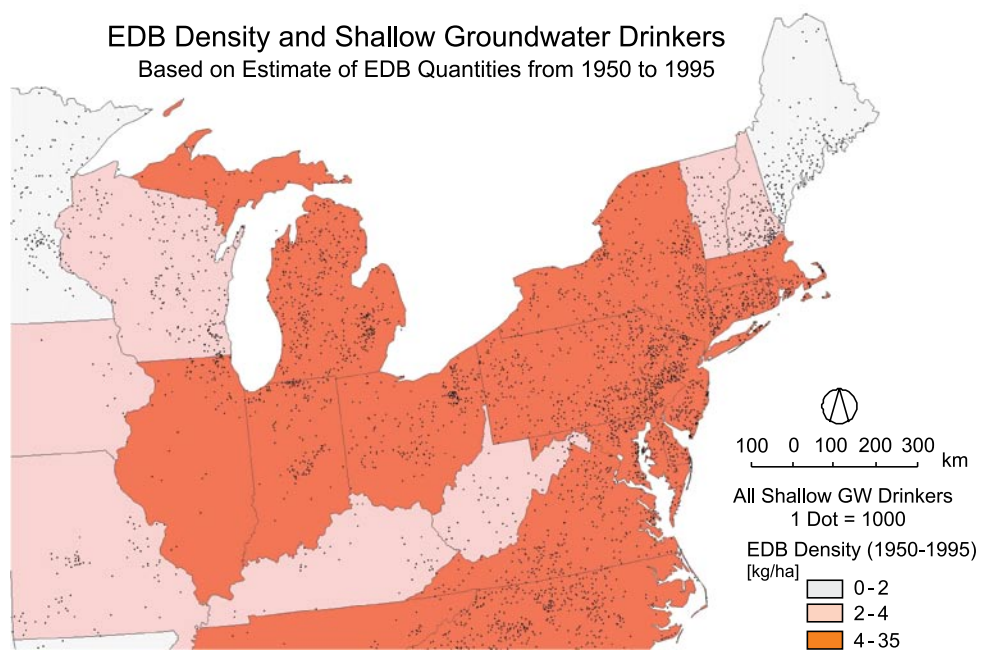 EDB Density and Shallow Groundwater Drinkers
Based on Estimate of EDB Quantities from 1950 to 1995
100 0 100 200 300 km
All Shallow GW Drinkers
1 Dot = 1000
EDB Density (1950-1995)
[kg/ha]
0-2
2-4
4-35